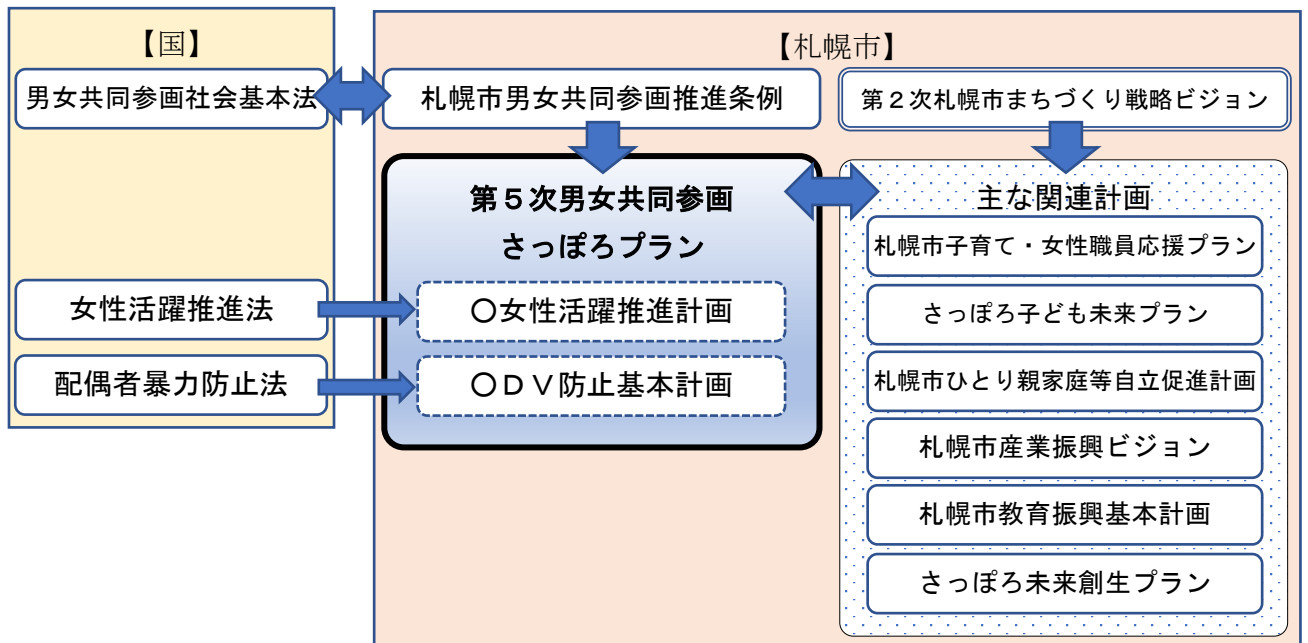 【国】
男女共同参画社会基本法
女性活躍推進法
配偶者暴力防止法
【札幌市】
札幌市男女共同参画推進条例
第２次札幌市まちづくり戦略ビジョン
第５次男女共同参画
さっぽろプラン
〇女性活躍推進計画
〇ＤＶ防止基本計画
主な関連計画
札幌市子育て・女性職員応援プラン
さっぽろ子ども未来プラン
札幌市ひとり親家庭等自立促進計画
札幌市産業振興ビジョン
札幌市教育振興基本計画
さっぽろ未来創生プラン